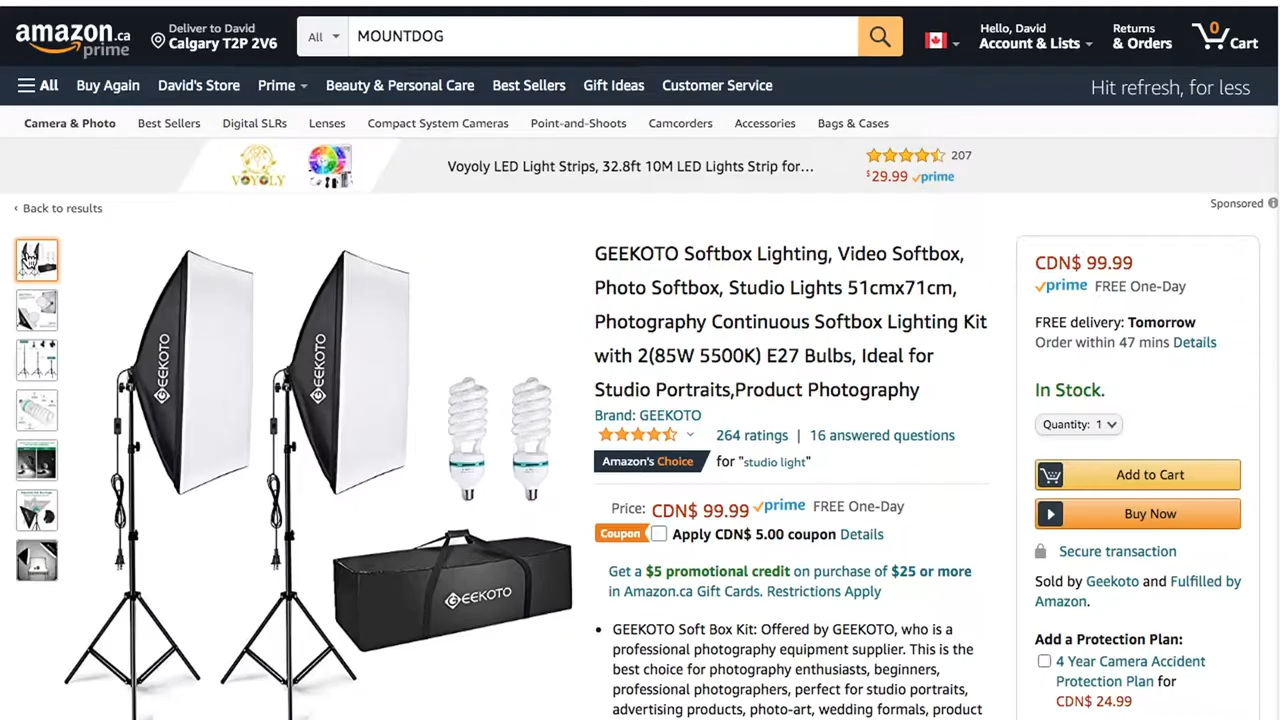 amazon.ca
prime
Deliver to David
Calgary T2P 2V6
All
MOUNTDOG
Hello, David
Account & Lists
Returns
& Orders
0
Cart
All
Buy Again
David's Store
Prime
Beauty & Personal Care
Best Sellers
Gift Ideas
Customer Service
Hit refresh, for less
Camera & Photo
Best Sellers
Digital SLRs
Lenses
Compact System Cameras
Point-and-Shoots
Camcorders
Accessories
Bags & Cases
VOYOLY
Voyoly LED Light Strips, 32.8ft 10M LED Lights Strip for...
207
$29.99 prime
‹ Back to results
Sponsored
GEEKOTO
GEEKOTO
GEEKOTO
GEEKOTO Softbox Lighting, Video Softbox,
Photo Softbox, Studio Lights 51cmx71cm,
Photography Continuous Softbox Lighting Kit
with 2(85W 5500K) E27 Bulbs, Ideal for
Studio Portraits,Product Photography
Brand: GEEKOTO
264 ratings | 16 answered questions
Amazon's Choice for "studio light"
Price: CDN$ 99.99 prime FREE One-Day
Coupon Apply CDN$ 5.00 coupon Details
Get a $5 promotional credit on purchase of $25 or more
in Amazon.ca Gift Cards. Restrictions Apply
• GEEKOTO Soft Box Kit: Offered by GEEKOTO, who is a
professional photography equipment supplier. This is the
best choice for photography enthusiasts, beginners,
professional photographers, perfect for studio portraits,
advertising products, photo-art, wedding formals, product
CDN$ 99.99
prime FREE One-Day
FREE delivery: Tomorrow
Order within 47 mins Details
In Stock.
Quantity: 1
Add to Cart
Buy Now
Secure transaction
Sold by Geekoto and Fulfilled by
Amazon.
Add a Protection Plan:
4 Year Camera Accident
Protection Plan for
CDN$ 24.99